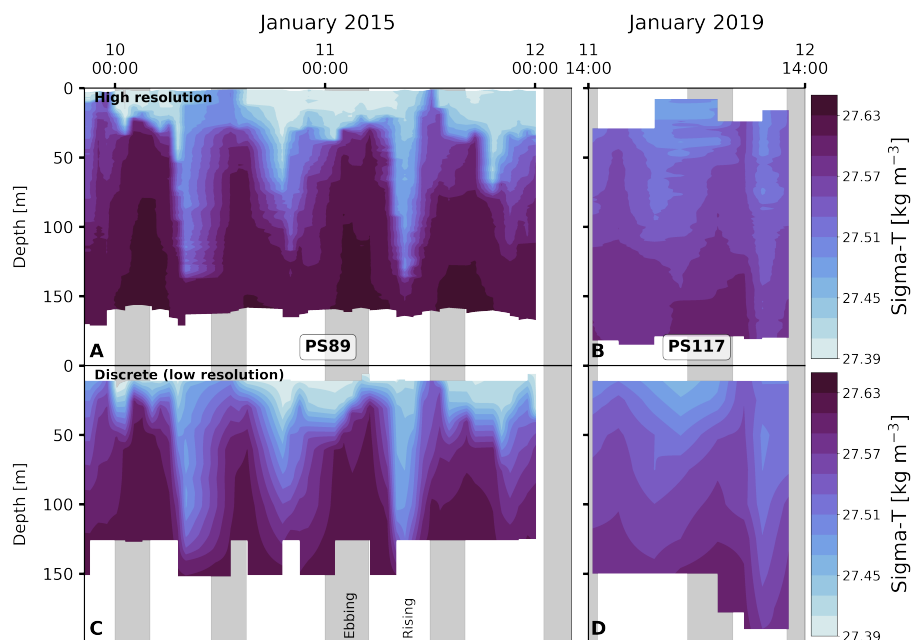 January 2015
January 2019
10 11 12 11 12
00:00 00:00 00:00 14:00 14:00
0
High resolution
50
100
150
Depth [m]
A
PS89
B
PS117
27.63
27.57
27.51
27.45
27.39
Sigma-T [kg m⁻³]
0
Discrete (low resolution)
50
100
150
Depth [m]
C
Ebbing
Rising
D
27.63
27.57
27.51
27.45
27.39
Sigma-T [kg m⁻³]